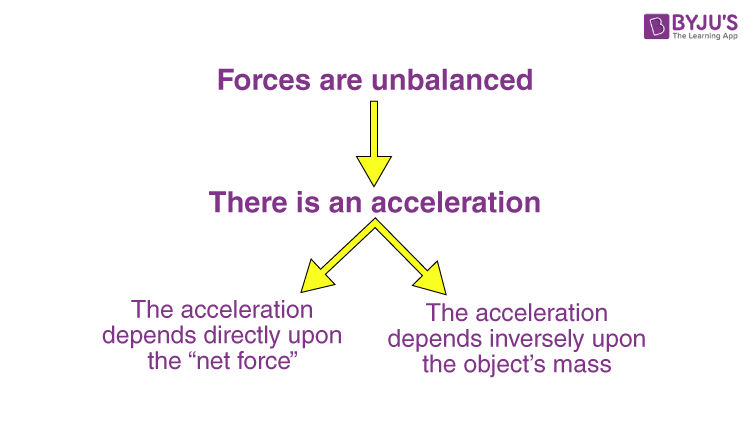 BYJU'S
The Learning App
Forces are unbalanced
There is an acceleration
The acceleration
depends directly upon
the “net force”
The acceleration
depends inversely upon
the object’s mass